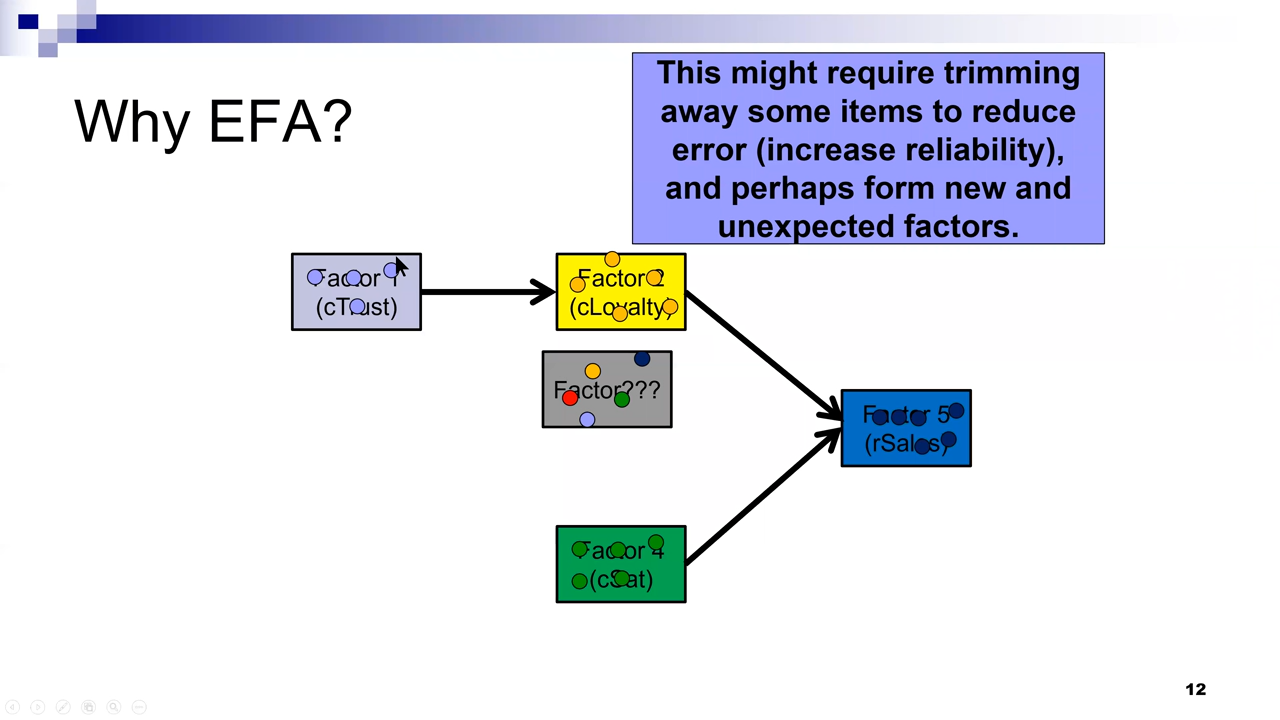 Why EFA?
This might require trimming
away some items to reduce
error (increase reliability),
and perhaps form new and
unexpected factors.
Factor 1
(cTrust)
Factor 2
(cLoyalty)
Factor???
Factor 5
(rSales)
Factor 4
(cSat)
12